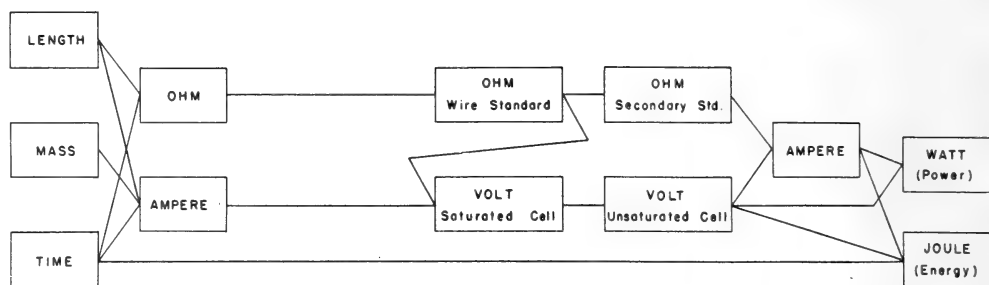 LENGTH
MASS
TIME
OHM
AMPERE
OHM
Wire Standard
VOLT
Saturated Cell
OHM
Secondary Std.
VOLT
Unsaturated Cell
AMPERE
WATT
(Power)
JOULE
(Energy)